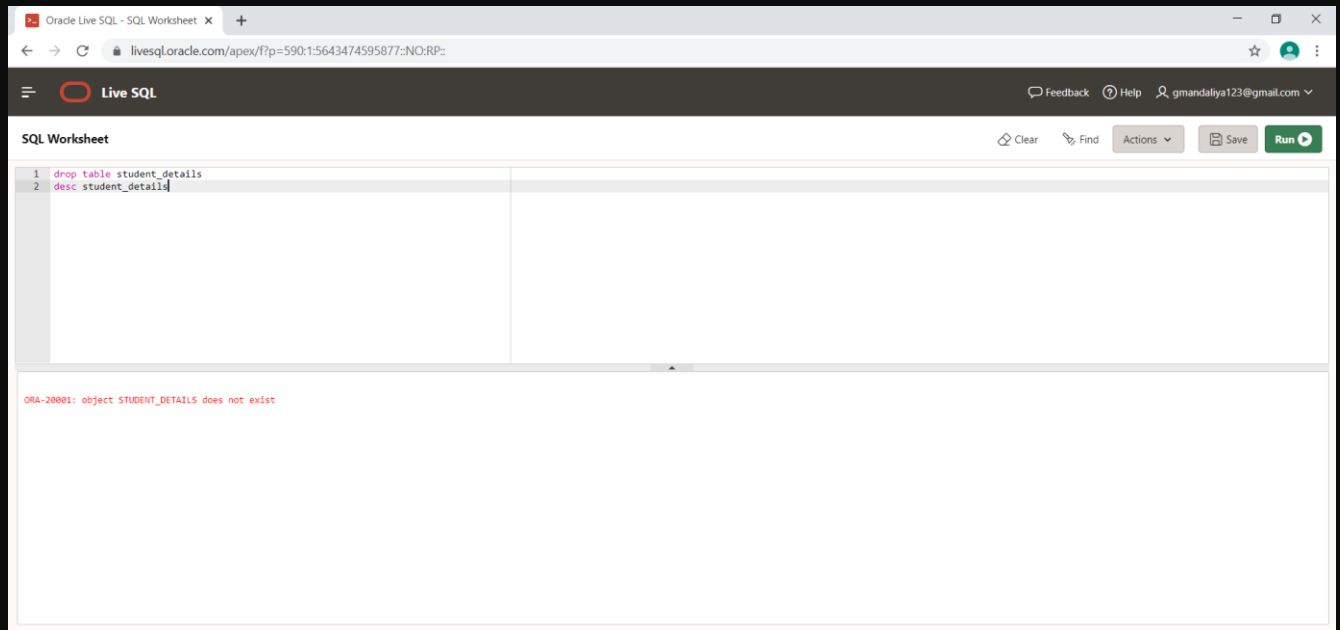 Oracle Live SQL - SQL Worksheet
livesql.oracle.com/apex/f?p=590:1:5643474595877::NO:RP::
Live SQL
Feedback
Help
gmandaliya123@gmail.com
SQL Worksheet
Clear
Find
Actions
Save
Run
1 drop table student_details
2 desc student_details
ORA-20001: object STUDENT_DETAILS does not exist